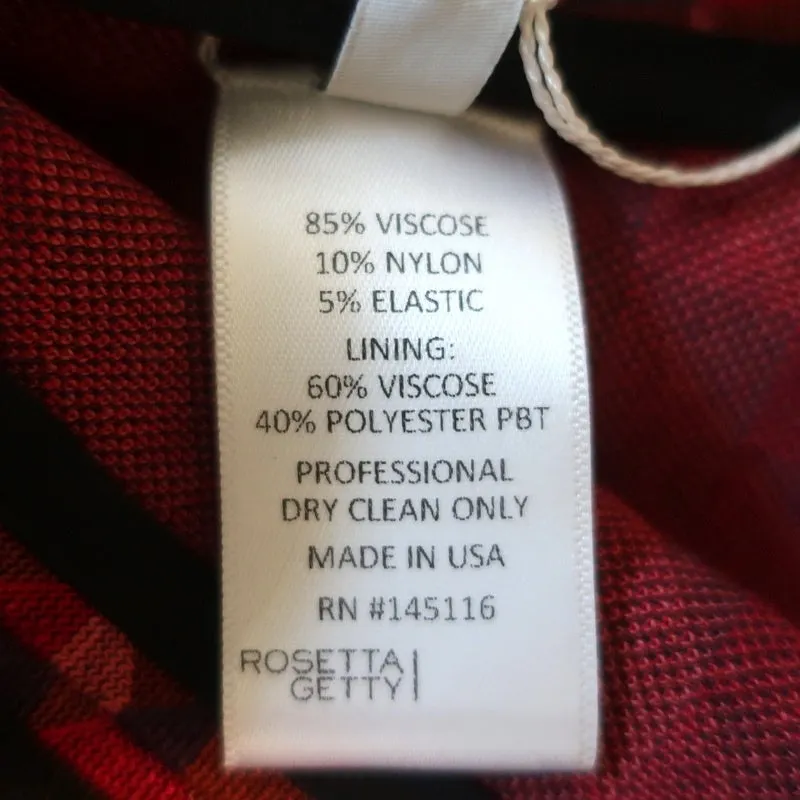 85% VISCOSE
10% NYLON
5% ELASTIC
LINING:
60% VISCOSE
40% POLYESTER PBT
PROFESSIONAL
DRY CLEAN ONLY
MADE IN USA
RN #145116
ROSETTA
GETTY